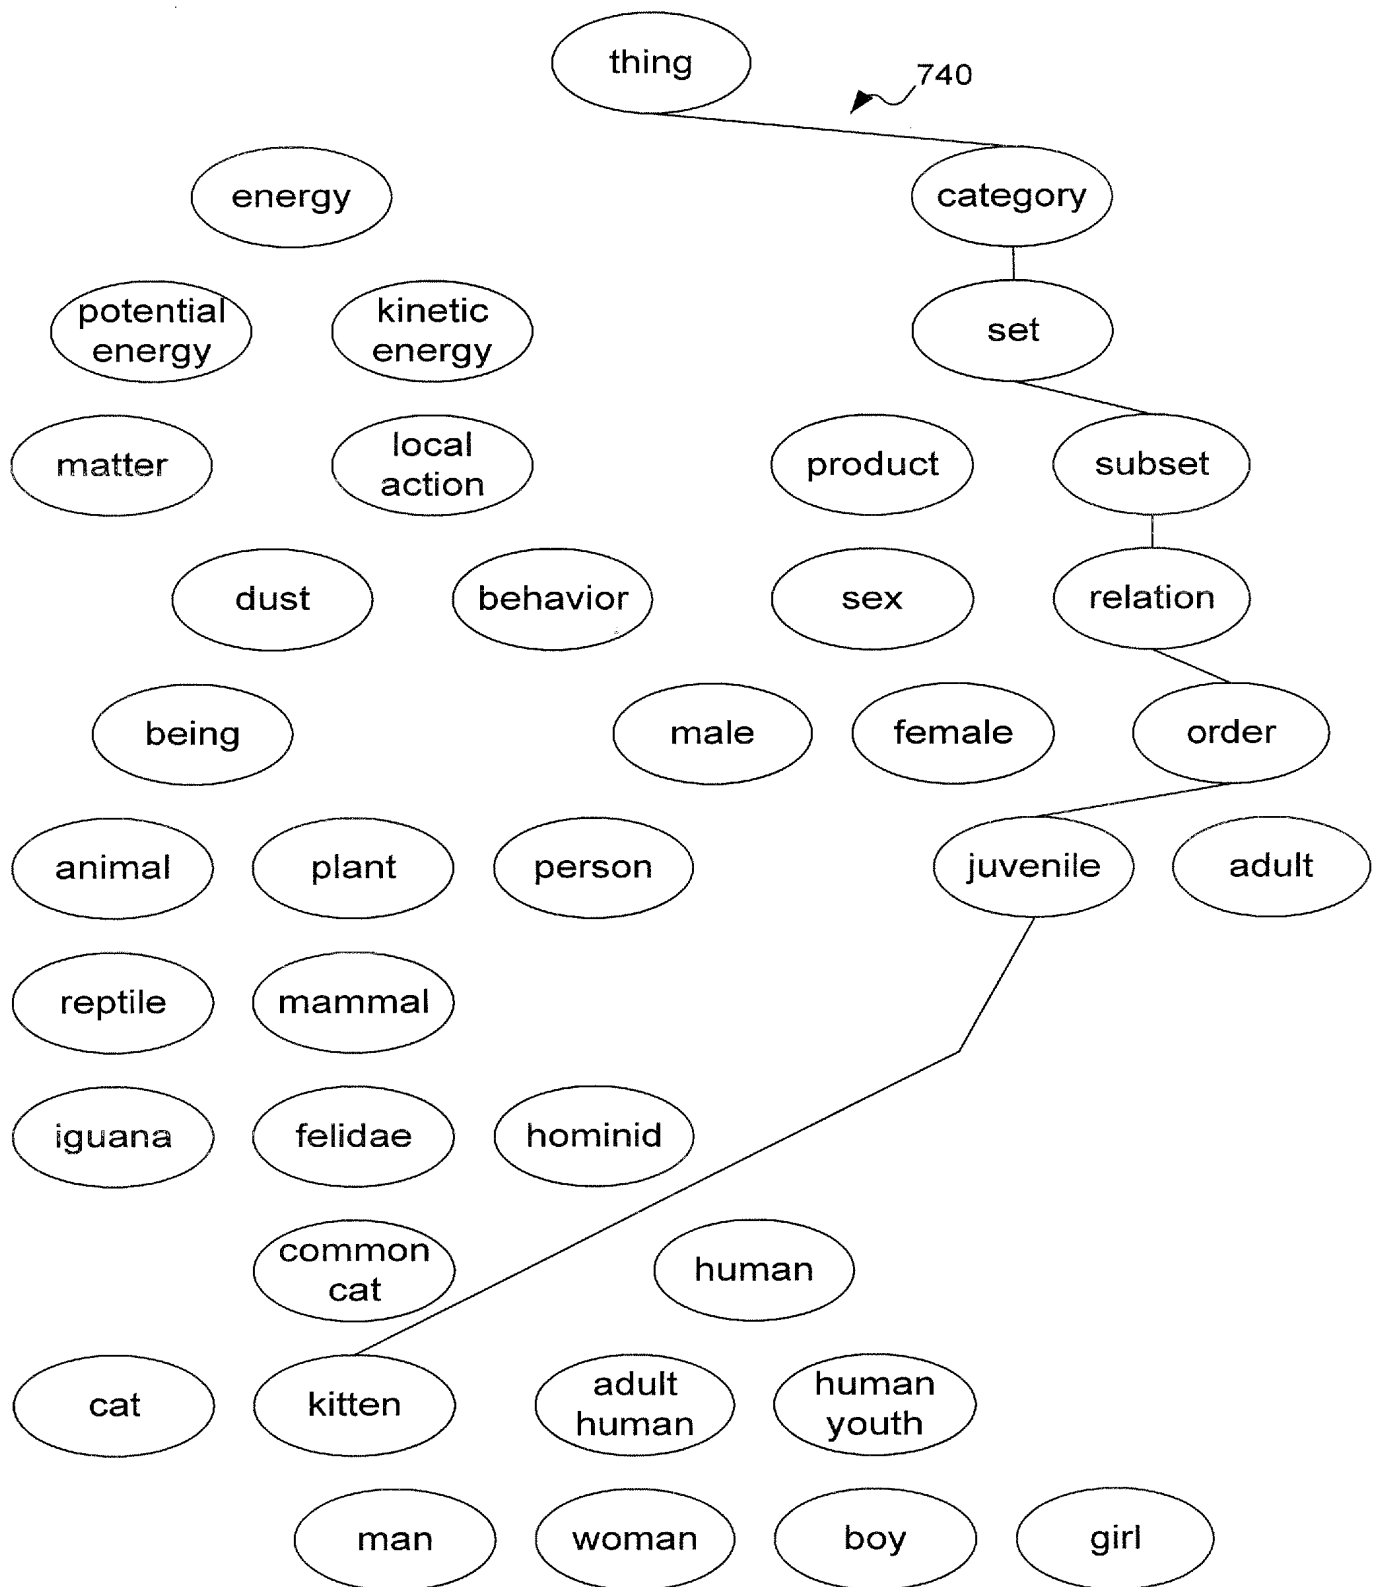 thing
740
energy
category
potential
energy
kinetic
energy
set
matter
local
action
product
subset
dust
behavior
sex
relation
being
male
female
order
animal
plant
person
juvenile
adult
reptile
mammal
iguana
felidae
hominid
common
cat
human
cat
kitten
adult
human
human
youth
man
woman
boy
girl